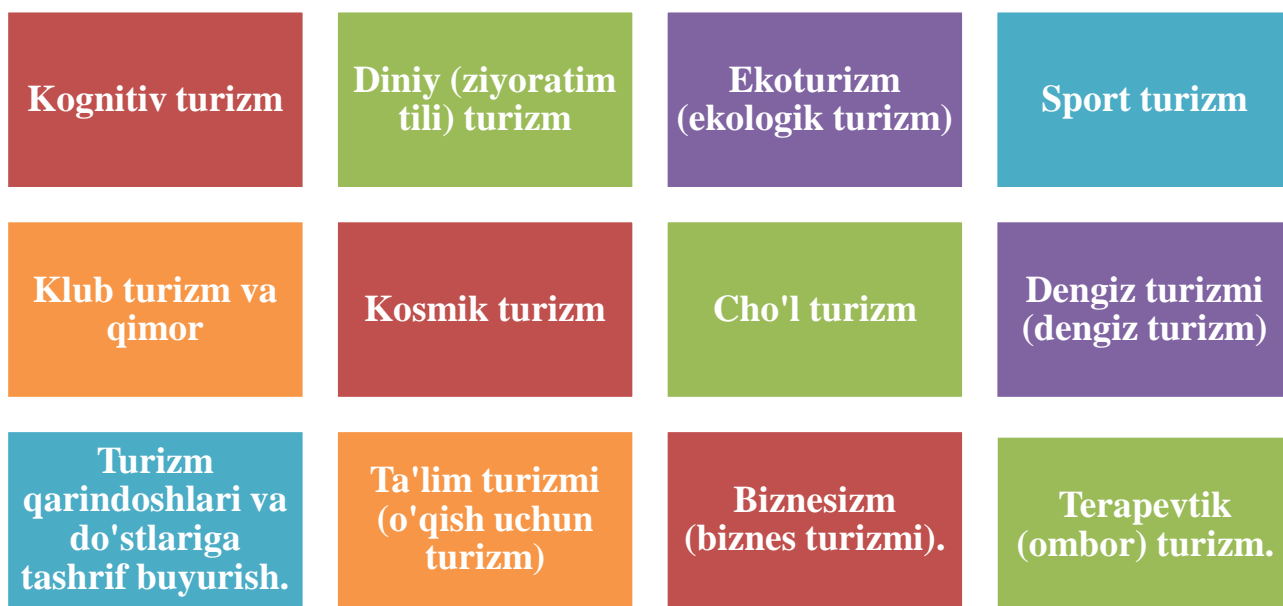 Kognitiv turizm
Diniy (ziyoratim
tili) turizm
Ekoturizm
(ekologik turizm)
Sport turizm
Klub turizm va
qimor
Kosmik turizm
Cho'l turizm
Dengiz turizmi
(dengiz turizm)
Turizm
qarindoshlari va
do'stlariga
tashrif buyurish.
Ta'lim turizmi
(o'qish uchun
turizm)
Biznesizm
(biznes turizmi).
Terapevtik
(ombor) turizm.